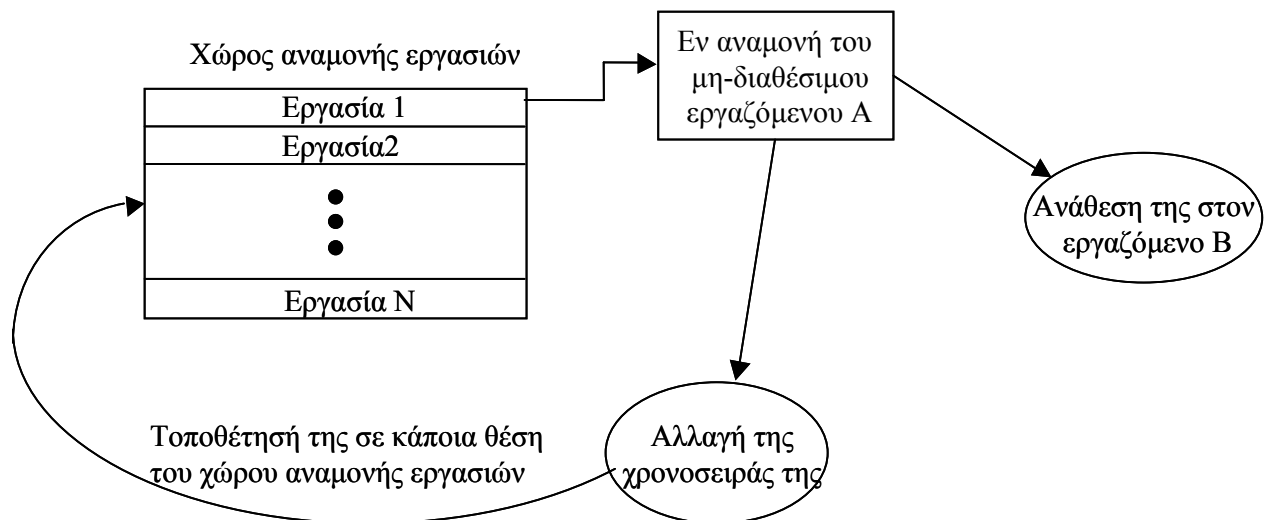 Χώρος αναμονής εργασιών
Εργασία 1
Εργασία2
Εργασία N
Εν αναμονή του
μη-διαθέσιμου
εργαζόμενου Α
Ανάθεση της στον
εργαζόμενο Β
Αλλαγή της
χρονοσειράς της
Τοποθέτησή της σε κάποια θέση
του χώρου αναμονής εργασιών